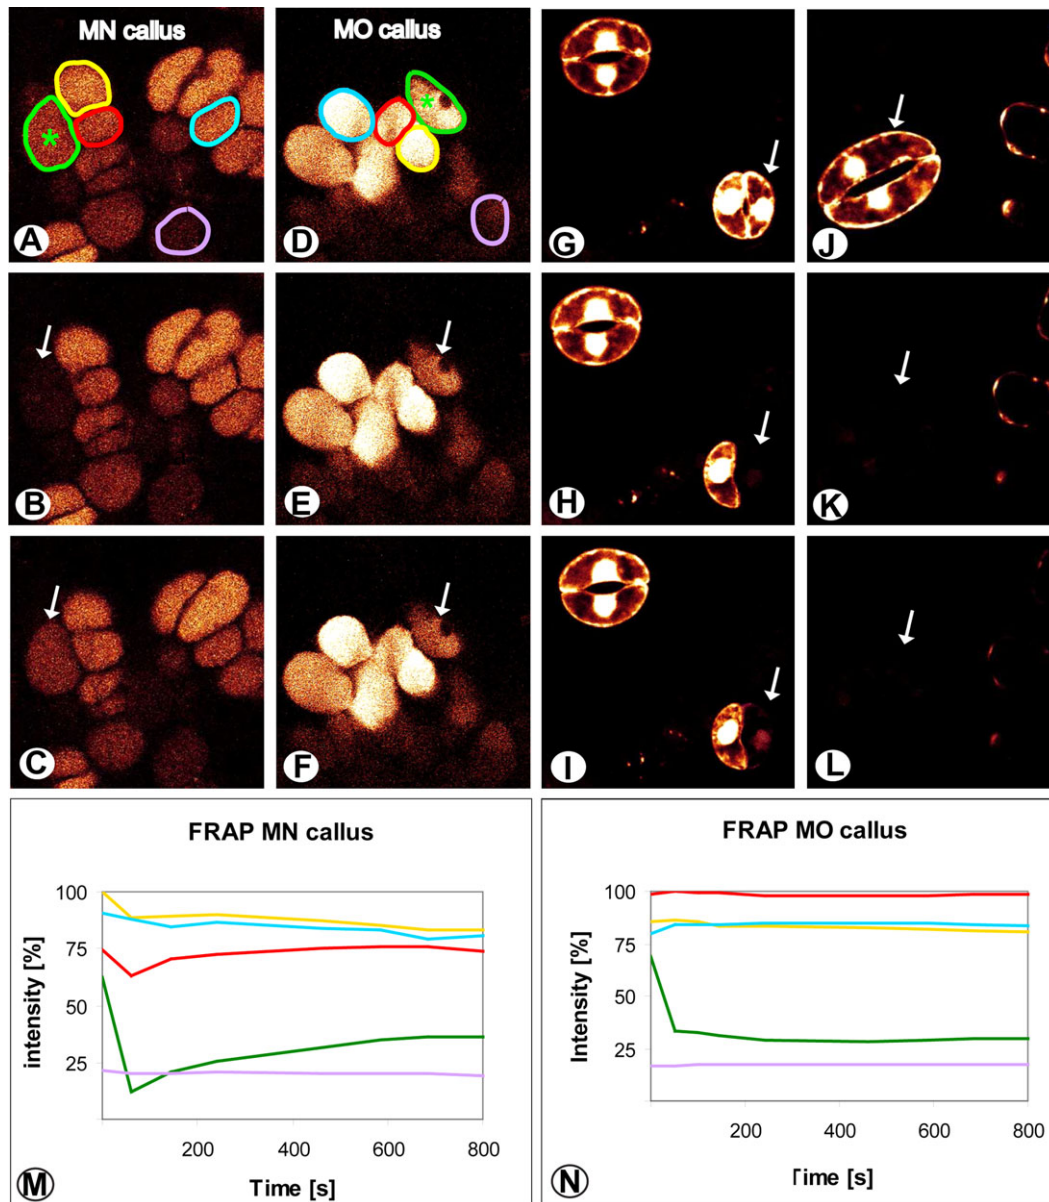 MN callus
MO callus
*
*
A
D
G
J
B
E
H
K
C
F
I
L
FRAP MN callus
100
75
50
25
intensity [%]
200
400
600
800
Time [s]
M
FRAP MO callus
100
75
50
25
Intensity [%]
200
400
600
800
Time [s]
N